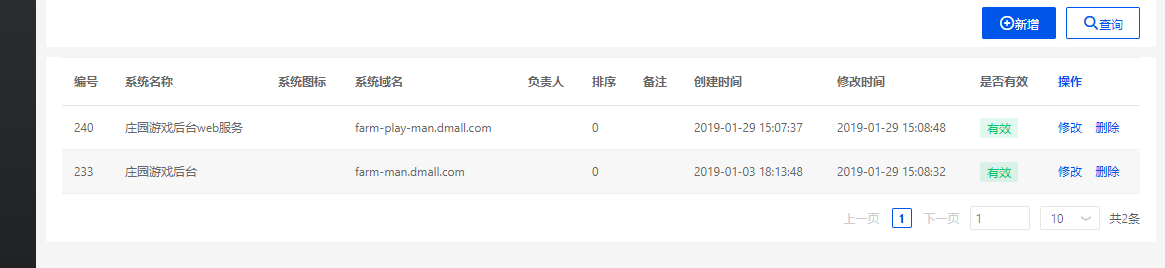 新增 查询
编号 系统名称 系统图标 系统域名 负责人 排序 备注 创建时间 修改时间 是否有效 操作
240 庄园游戏后台web服务 farm-play-man.dmall.com 0 2019-01-29 15:07:37 2019-01-29 15:08:48 有效 修改 删除
233 庄园游戏后台 farm-man.dmall.com 0 2019-01-03 18:13:48 2019-01-29 15:08:32 有效 修改 删除
上一页 1 下一页 1 10 共2条